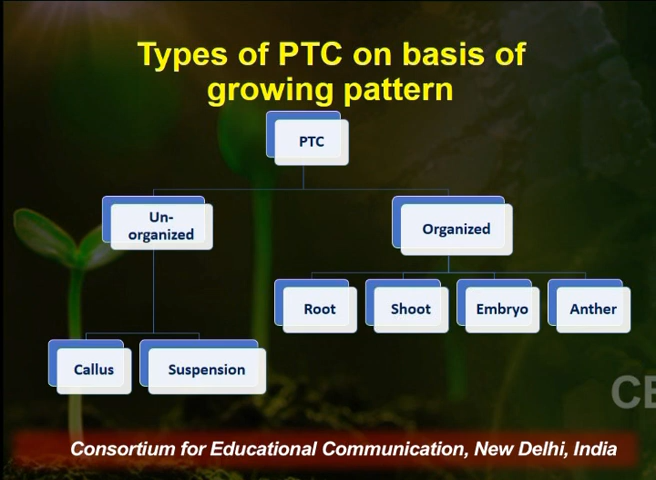 Types of PTC on basis of
growing pattern
PTC
Un-
organized
Organized
Root
Shoot
Embryo
Anther
Callus
Suspension
Consortium for Educational Communication, New Delhi, India